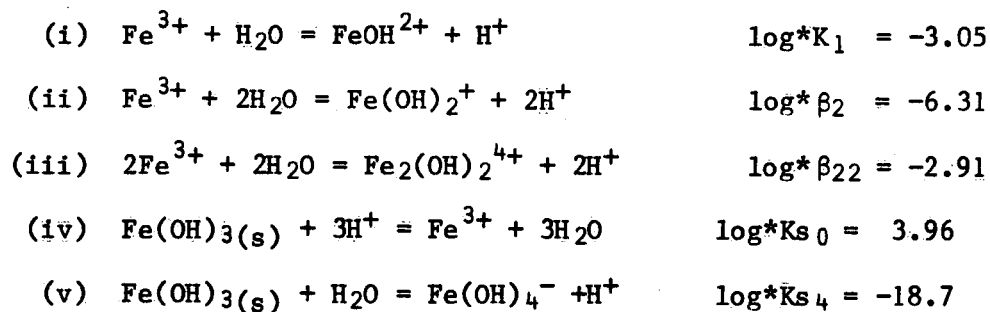 (i) Fe³⁺ + H₂O = FeOH²⁺ + H⁺ log*K₁ = -3.05
(ii) Fe³⁺ + 2H₂O = Fe(OH)₂⁺ + 2H⁺ log*β₂ = -6.31
(iii) 2Fe³⁺ + 2H₂O = Fe₂(OH)₂⁴⁺ + 2H⁺ log*β₂₂ = -2.91
(iv) Fe(OH)₃(s) + 3H⁺ = Fe³⁺ + 3H₂O log*Ks₀ = 3.96
(v) Fe(OH)₃(s) + H₂O = Fe(OH)₄⁻ +H⁺ log*Ks₄ = -18.7